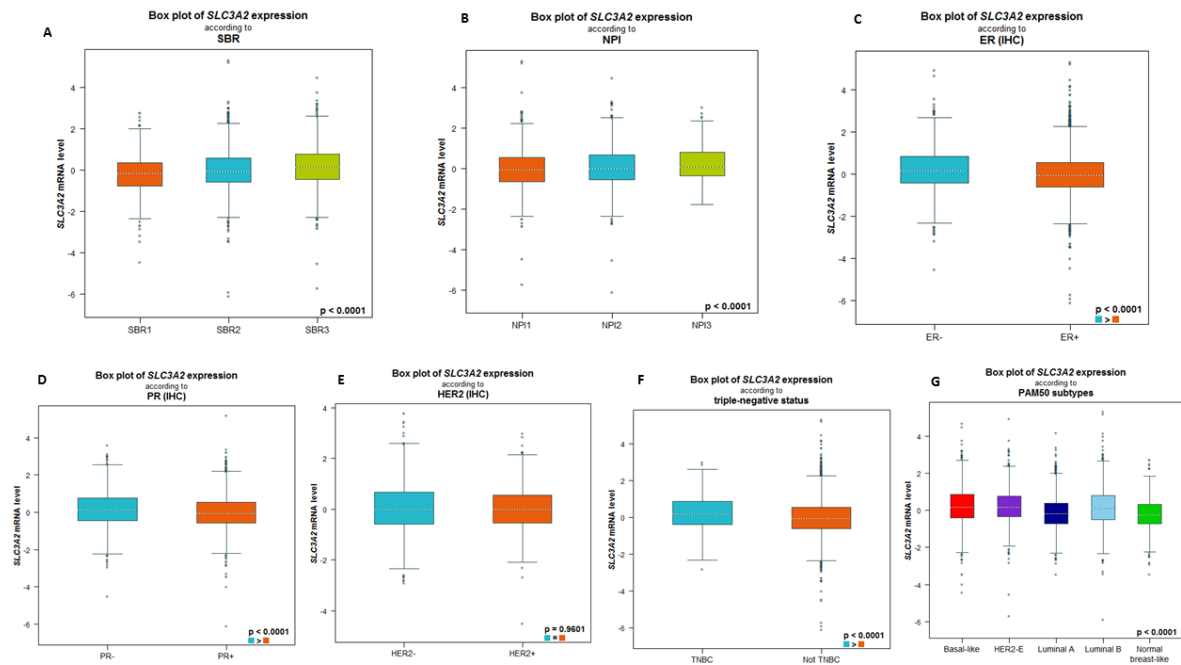 A
Box plot of SLC3A2 expression
according to
SBR
SLC3A2 mRNA level
4
2
0
-2
-4
-6
SBR1 SBR2 SBR3
p < 0.0001
B
Box plot of SLC3A2 expression
according to
NPI
SLC3A2 mRNA level
4
2
0
-2
-4
-6
NPI1 NPI2 NPI3
p < 0.0001
C
Box plot of SLC3A2 expression
according to
ER (IHC)
SLC3A2 mRNA level
4
2
0
-2
-4
-6
ER- ER+
p < 0.0001
>
D
Box plot of SLC3A2 expression
according to
PR (IHC)
SLC3A2 mRNA level
4
2
0
-2
-4
-6
PR- PR+
p < 0.0001
>
E
Box plot of SLC3A2 expression
according to
HER2 (IHC)
SLC3A2 mRNA level
4
2
0
-2
-4
HER2- HER2+
p = 0.9601
=
F
Box plot of SLC3A2 expression
according to
triple-negative status
SLC3A2 mRNA level
4
2
0
-2
-4
-6
TNBC Not TNBC
p < 0.0001
>
G
Box plot of SLC3A2 expression
according to
PAM50 subtypes
SLC3A2 mRNA level
4
2
0
-2
-4
-6
p < 0.0001
Basal-like HER2-E Luminal A Luminal B Normal
breast-like